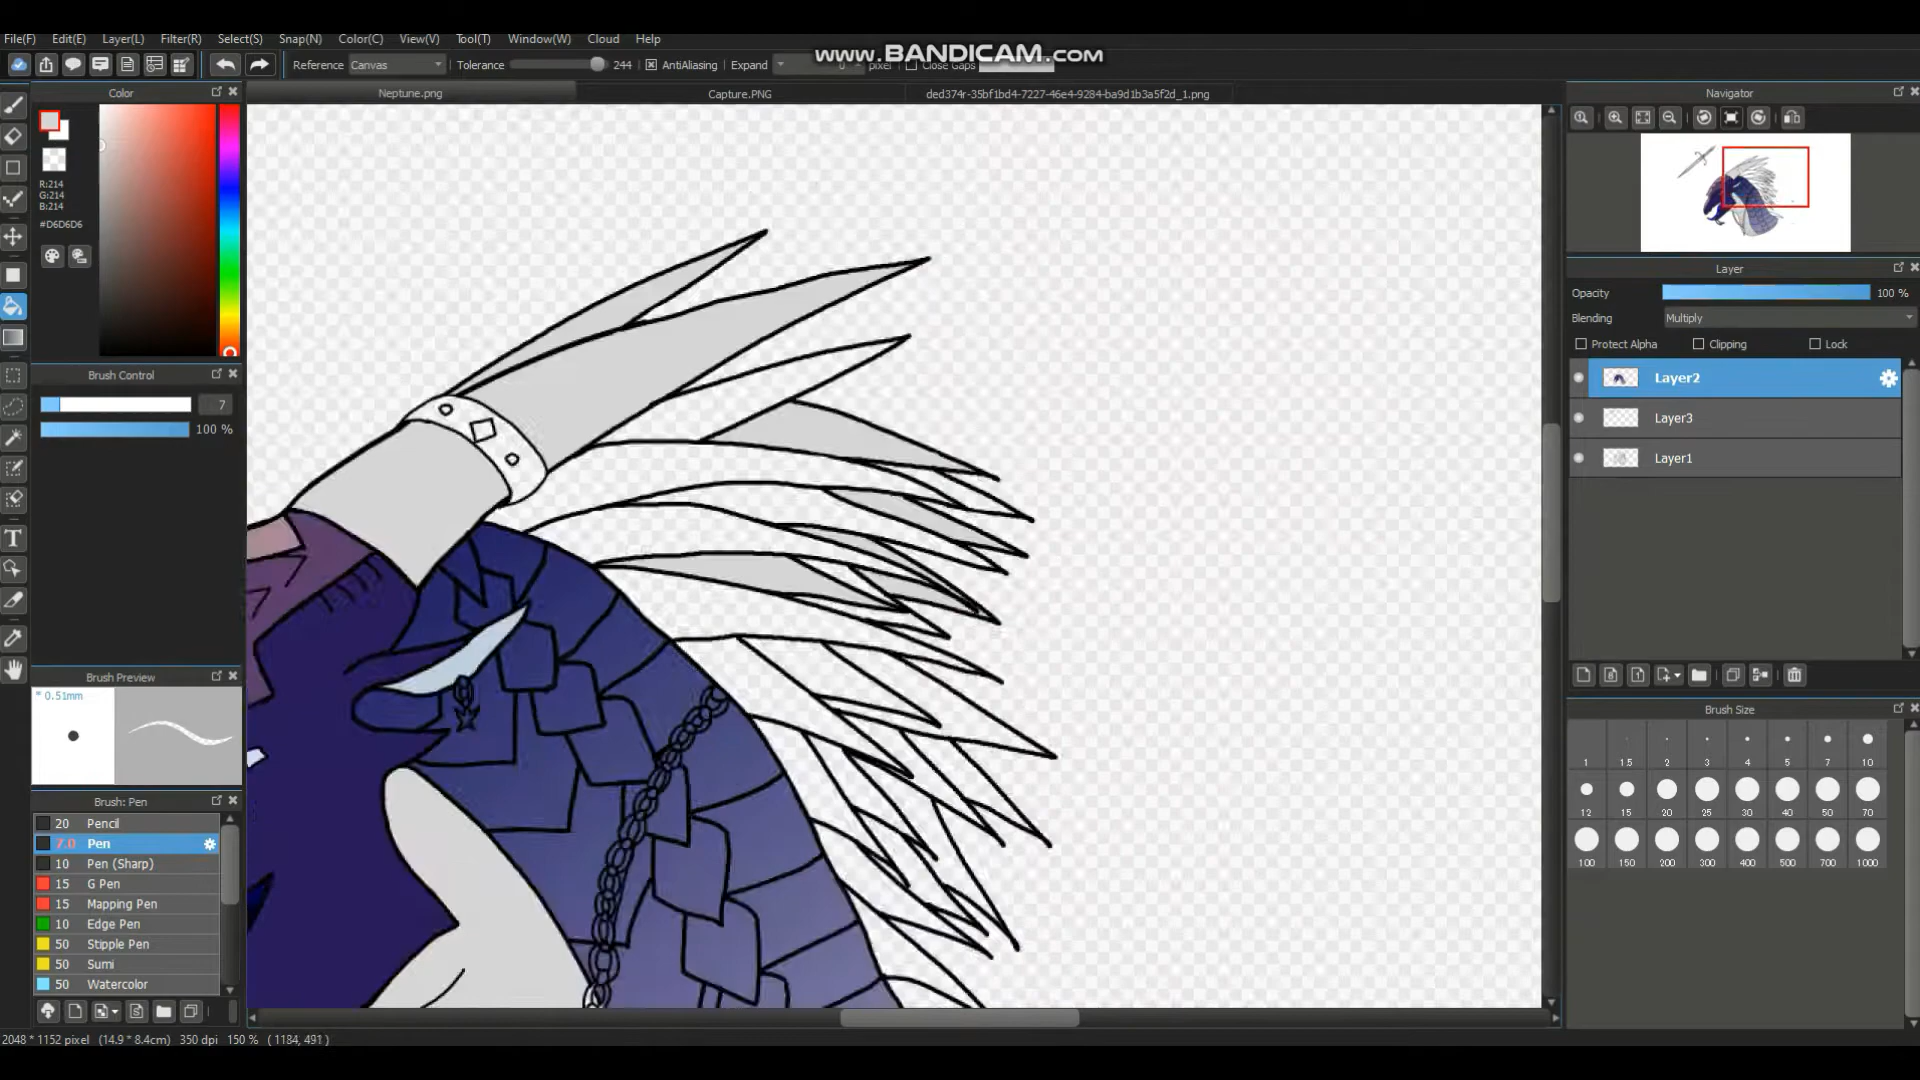 File(F) Edit(E) Layer(L) Filter(R) Select(S) Snap(N) Color(C) View(V) Tool(T) Window(W) Cloud Help
www.BANDICAM.com
Reference Canvas Tolerance 244 AntiAliasing Expand 0 pixel Close Gaps
Color
Neptune.png Capture.PNG ded374r-35bf1bd4-7227-46e4-9284-ba9d1b3a5f2d_1.png
Navigator
R:214
G:214
B:214
#D6D6D6
Layer
Opacity 100 %
Blending Multiply
Protect Alpha Clipping Lock
Layer2
Layer3
Layer1
Brush Control
7
100 %
Brush Preview
* 0.51mm
Brush Size
1 1.5 2 3 4 5 7 10
12 15 20 25 30 40 50 70
100 150 200 300 400 500 700 1000
Brush: Pen
20 Pencil
7.0 Pen
10 Pen (Sharp)
15 G Pen
15 Mapping Pen
10 Edge Pen
50 Stipple Pen
50 Sumi
50 Watercolor
2048 * 1152 pixel (14.9 * 8.4cm) 350 dpi 150 % ( 1184, 491 )